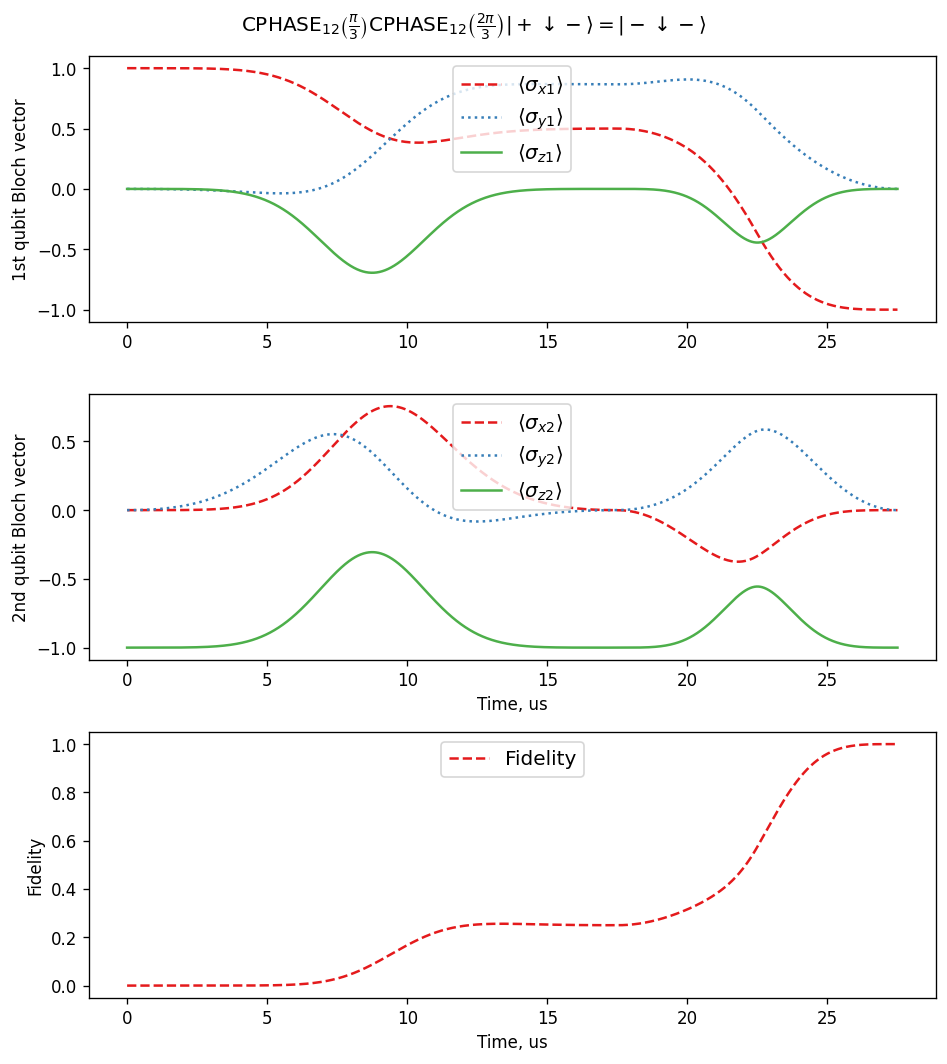 CPHASE₁₂(π/3)CPHASE₁₂(2π/3)|+ ↓ −⟩ = |− ↓ −⟩
1.0
0.5
0.0
−0.5
−1.0
1st qubit Bloch vector
⟨σx1⟩
⟨σy1⟩
⟨σz1⟩
0 5 10 15 20 25
0.5
0.0
−0.5
−1.0
2nd qubit Bloch vector
⟨σx2⟩
⟨σy2⟩
⟨σz2⟩
0 5 10 15 20 25
Time, us
1.0
0.8
0.6
0.4
0.2
0.0
Fidelity
Fidelity
0 5 10 15 20 25
Time, us